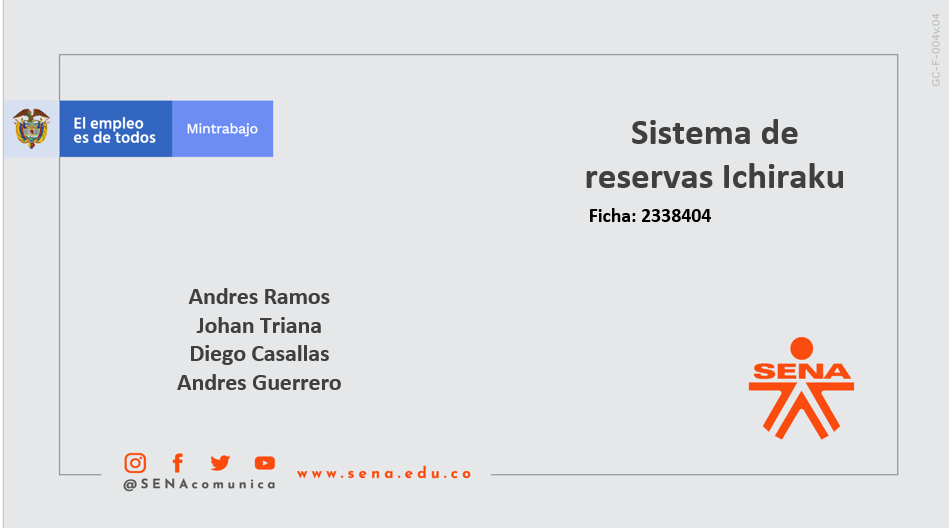 GC-F-004v.04
El empleo
es de todos
Mintrabajo
Sistema de
reservas Ichiraku
Ficha: 2338404
Andres Ramos
Johan Triana
Diego Casallas
Andres Guerrero
SENA
@SENAcomunica
www.sena.edu.co